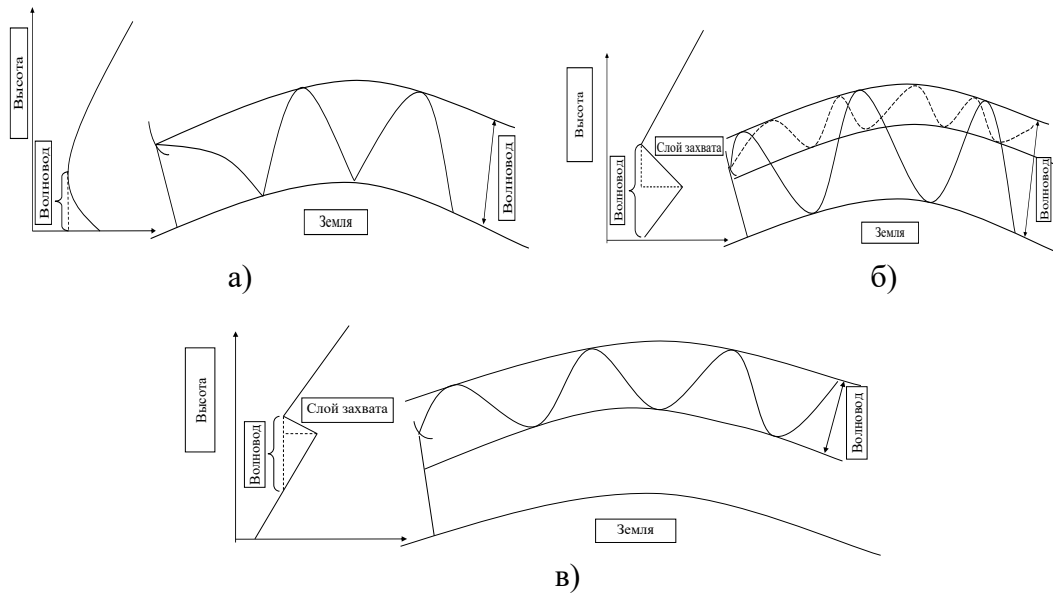 Высота
Волновод
Волновод
Земля
а)
Высота
Слой захвата
Волновод
Волновод
Земля
б)
Высота
Слой захвата
Волновод
Волновод
Земля
в)